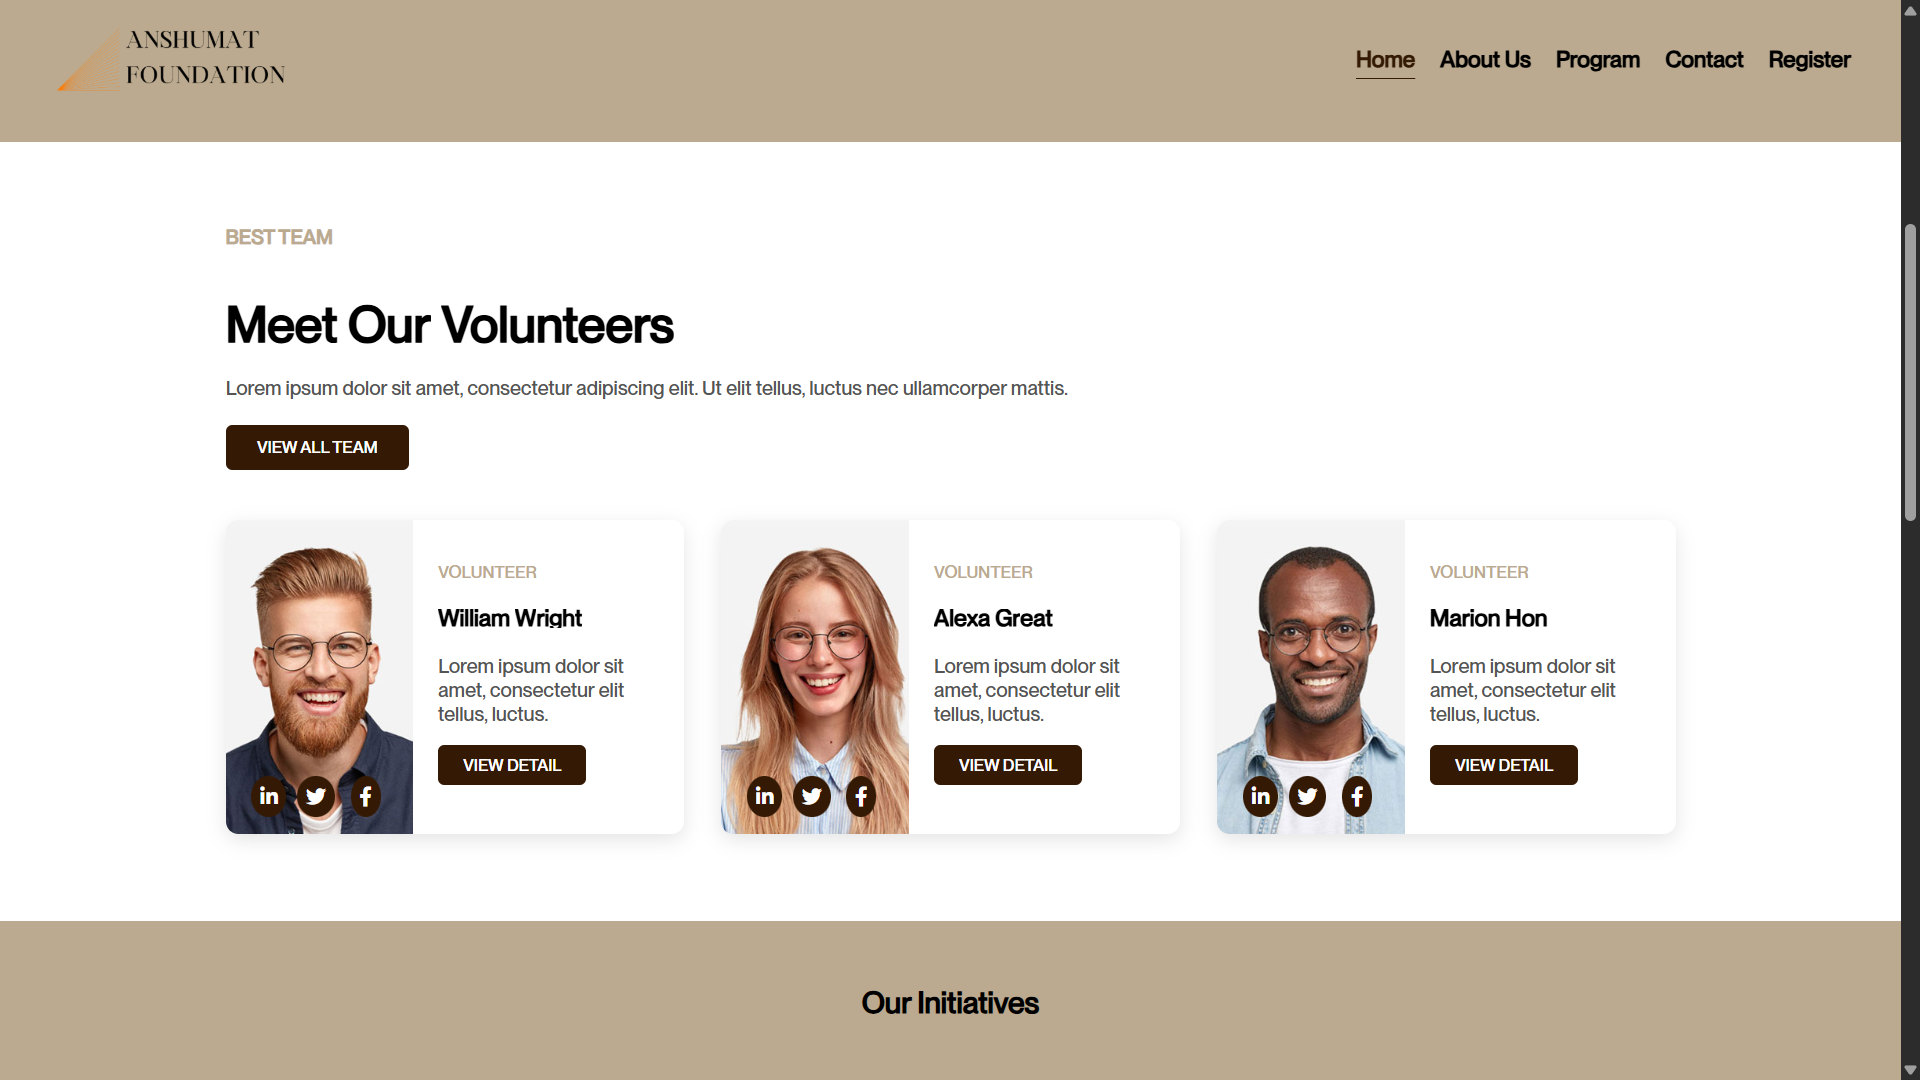 ANSHUMAT
FOUNDATION
Home About Us Program Contact Register
BEST TEAM
Meet Our Volunteers
Lorem ipsum dolor sit amet, consectetur adipiscing elit. Ut elit tellus, luctus nec ullamcorper mattis.
VIEW ALL TEAM
VOLUNTEER
William Wright
Lorem ipsum dolor sit
amet, consectetur elit
tellus, luctus.
VIEW DETAIL
in
f
VOLUNTEER
Alexa Great
Lorem ipsum dolor sit
amet, consectetur elit
tellus, luctus.
VIEW DETAIL
in
f
VOLUNTEER
Marion Hon
Lorem ipsum dolor sit
amet, consectetur elit
tellus, luctus.
VIEW DETAIL
in
f
Our Initiatives